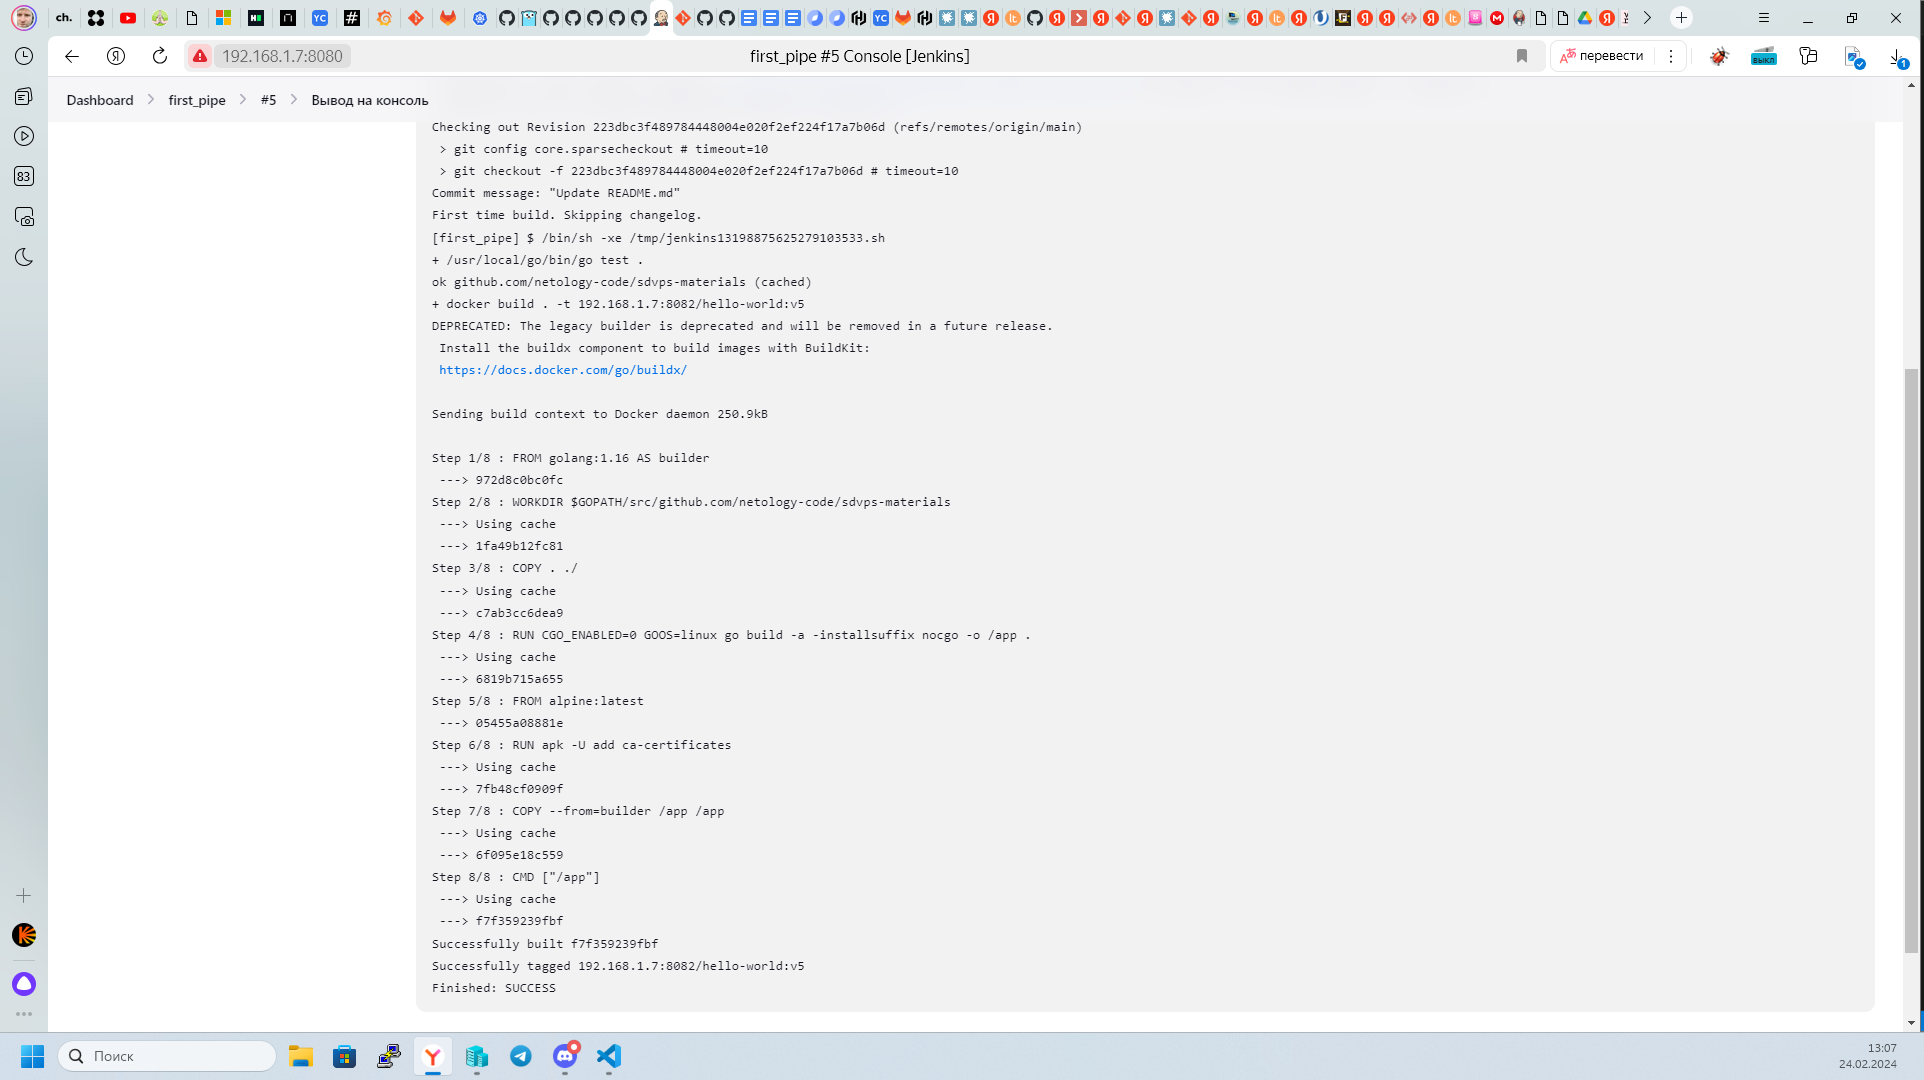 ch.
192.168.1.7:8080
first_pipe #5 Console [Jenkins]
перевести
выкл
1
Dashboard
first_pipe
#5
Вывод на консоль
83
Checking out Revision 223dbc3f489784448004e020f2ef224f17a7b06d (refs/remotes/origin/main)
> git config core.sparsecheckout # timeout=10
> git checkout -f 223dbc3f489784448004e020f2ef224f17a7b06d # timeout=10
Commit message: "Update README.md"
First time build. Skipping changelog.
[first_pipe] $ /bin/sh -xe /tmp/jenkins13198875625279103533.sh
+ /usr/local/go/bin/go test .
ok github.com/netology-code/sdvps-materials (cached)
+ docker build . -t 192.168.1.7:8082/hello-world:v5
DEPRECATED: The legacy builder is deprecated and will be removed in a future release.
Install the buildx component to build images with BuildKit:
https://docs.docker.com/go/buildx/
Sending build context to Docker daemon 250.9kB
Step 1/8 : FROM golang:1.16 AS builder
---> 972d8c0bc0fc
Step 2/8 : WORKDIR $GOPATH/src/github.com/netology-code/sdvps-materials
---> Using cache
---> 1fa49b12fc81
Step 3/8 : COPY . ./
---> Using cache
---> c7ab3cc6dea9
Step 4/8 : RUN CGO_ENABLED=0 GOOS=linux go build -a -installsuffix nocgo -o /app .
---> Using cache
---> 6819b715a655
Step 5/8 : FROM alpine:latest
---> 05455a08881e
Step 6/8 : RUN apk -U add ca-certificates
---> Using cache
---> 7fb48cf0909f
Step 7/8 : COPY --from=builder /app /app
---> Using cache
---> 6f095e18c559
Step 8/8 : CMD ["/app"]
---> Using cache
---> f7f359239fbf
Successfully built f7f359239fbf
Successfully tagged 192.168.1.7:8082/hello-world:v5
Finished: SUCCESS
Поиск
13:07
24.02.2024